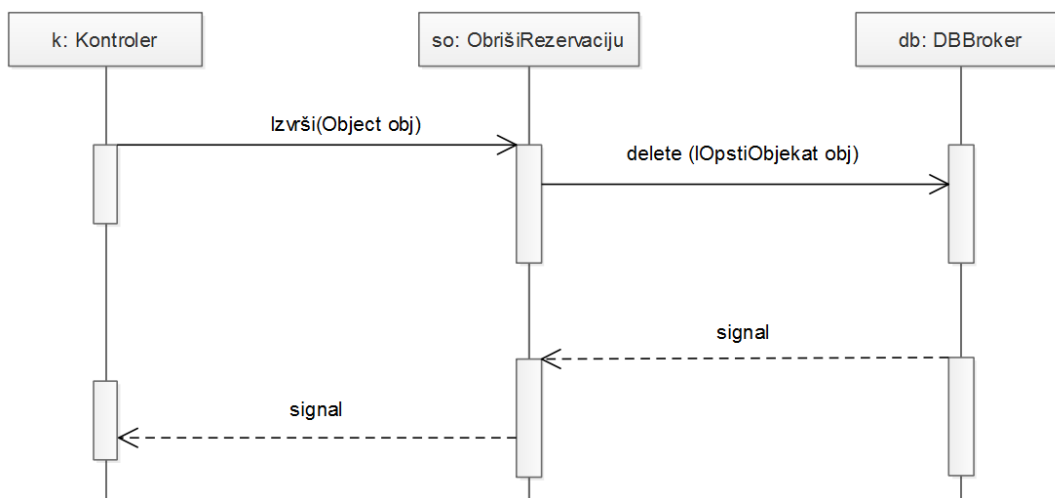 k: Kontroler
so: ObrišiRezervaciju
db: DBBroker
Izvrši(Object obj)
delete (IOpstiObjekat obj)
signal
signal